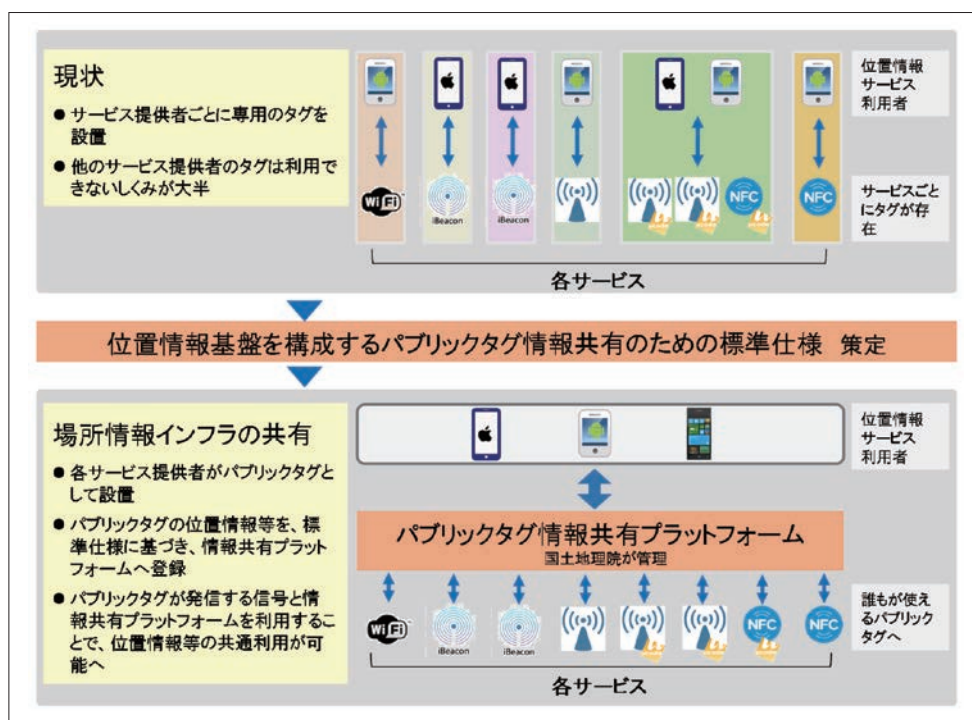 現状
● サービス提供者ごとに専用のタグを
設置
● 他のサービス提供者のタグは利用で
きないしくみが大半
位置情報
サービス
利用者
WiFi
iBeacon
iBeacon
NFC
NFC
サービスごと
にタグが存
在
各サービス
位置情報基盤を構成するパブリックタグ情報共有のための標準仕様 策定
場所情報インフラの共有
● 各サービス提供者がパブリックタグと
して設置
● パブリックタグの位置情報等を、標
準仕様に基づき、情報共有プラット
フォームへ登録
● パブリックタグが発信する信号と情
報共有プラットフォームを利用するこ
とで、位置情報等の共通利用が可
能へ
位置情報
サービス
利用者
パブリックタグ情報共有プラットフォーム
国土地理院が管理
WiFi
iBeacon
iBeacon
NFC
NFC
誰もが使え
るパブリック
タグへ
各サービス